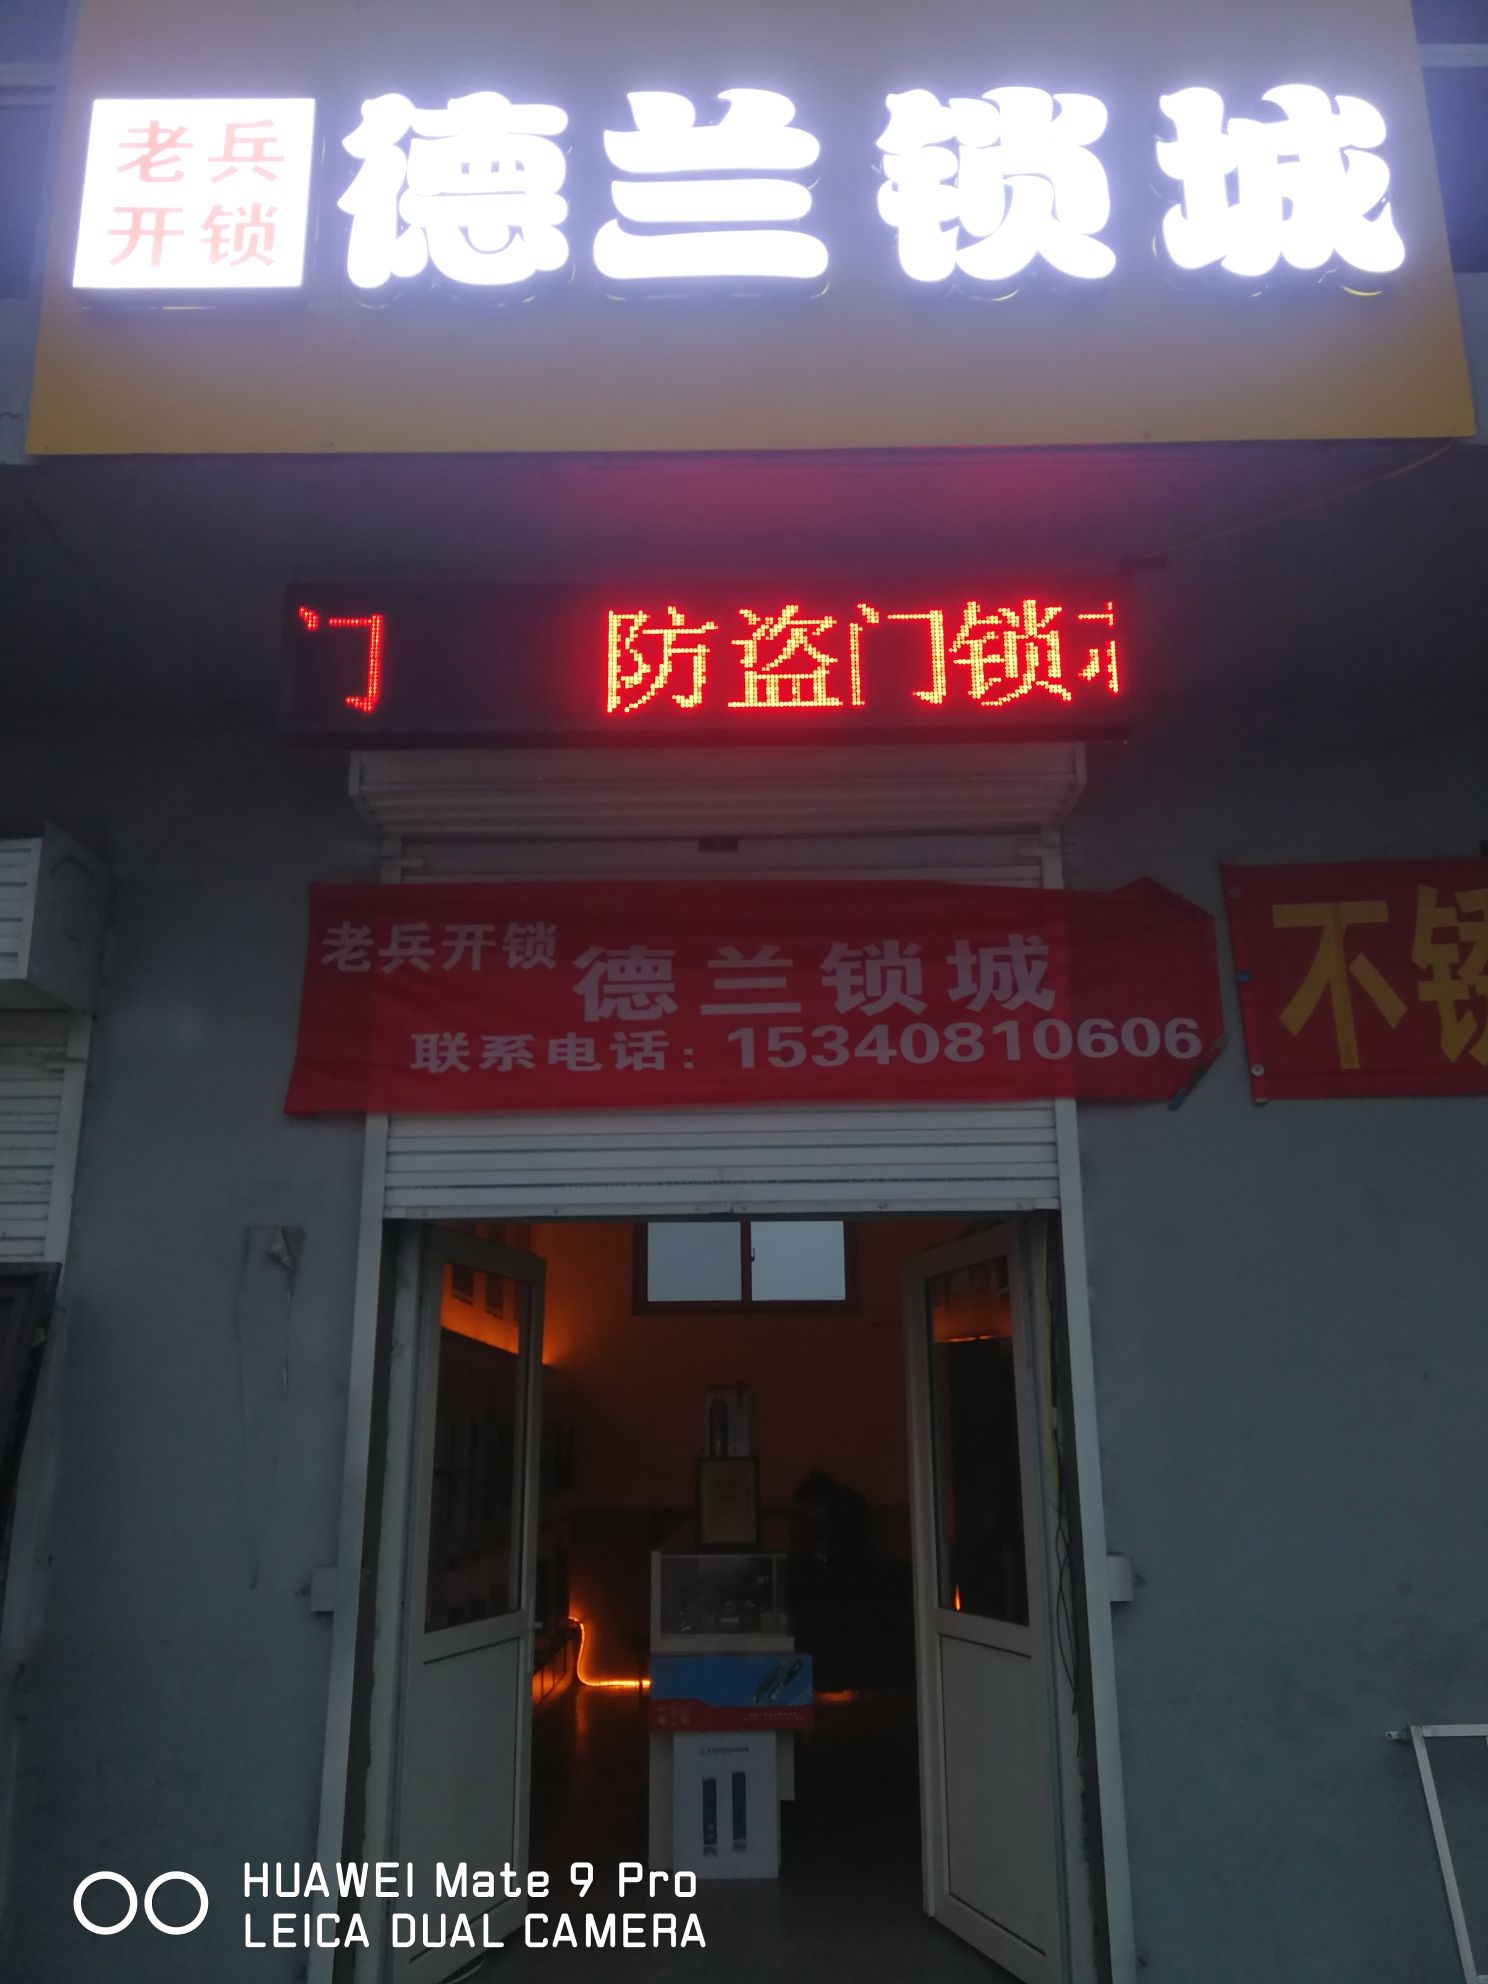 老兵
开锁
德兰锁城
门 防盗门锁
老兵开锁 德兰锁城
联系电话：15340810606
不锈
HUAWEI Mate 9 Pro
LEICA DUAL CAMERA